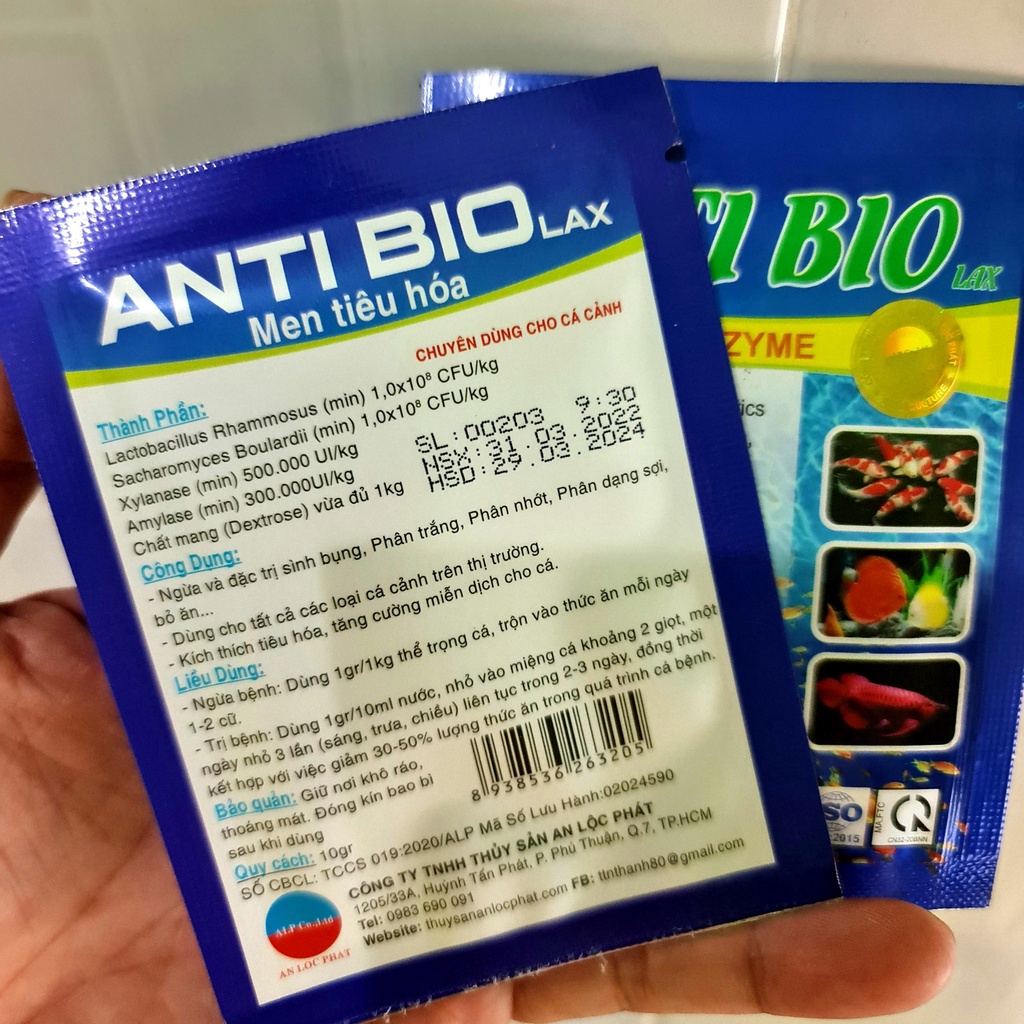 ANTI BIO LAX
Men tiêu hóa
CHUYÊN DÙNG CHO CÁ CẢNH
Thành Phần:
Lactobacillus Rhammosus (min) 1,0x10⁸ CFU/kg
Sacharomyces Boulardii (min) 1,0x10⁸ CFU/kg
Xylanase (min) 500.000 UI/kg
Amylase (min) 300.000UI/kg
Chất mang (Dextrose) vừa đủ 1kg
SL:00203 9:30
NSX:31.03.2022
HSD:29.03.2024
Công Dụng:
- Ngừa và đặc trị sình bụng, Phân trắng, Phân nhớt, Phân dạng sợi,
bỏ ăn...
- Dùng cho tất cả các loại cá cảnh trên thị trường.
- Kích thích tiêu hóa, tăng cường miễn dịch cho cá.
Liều Dùng:
- Ngừa bệnh: Dùng 1gr/1kg thể trọng cá, trộn vào thức ăn mỗi ngày
1-2 cữ.
- Trị bệnh: Dùng 1gr/10ml nước, nhỏ vào miệng cá khoảng 2 giọt, một
ngày nhỏ 3 lần (sáng, trưa, chiều) liên tục trong 2-3 ngày, đồng thời
kết hợp với việc giảm 30-50% lượng thức ăn trong quá trình cá bệnh.
Bảo quản: Giữ nơi khô ráo,
thoáng mát. Đóng kín bao bì
sau khi dùng
8 938536 263205
Quy cách: 10gr
SỐ CBCL: TCCS 019:2020/ALP Mã Số Lưu Hành:02024590
CÔNG TY TNHH THỦY SẢN AN LỘC PHÁT
1205/33A, Huỳnh Tấn Phát, P. Phú Thuận, Q.7, TP.HCM
Tel: 0983 690 091
Website: thuysananlocphat.com FB: ttnthanh80@gmail.com
ALP Co.,Ltd
AN LOC PHAT
TI BIO LAX
ZYME
tics
SO
2015
MA-FTC